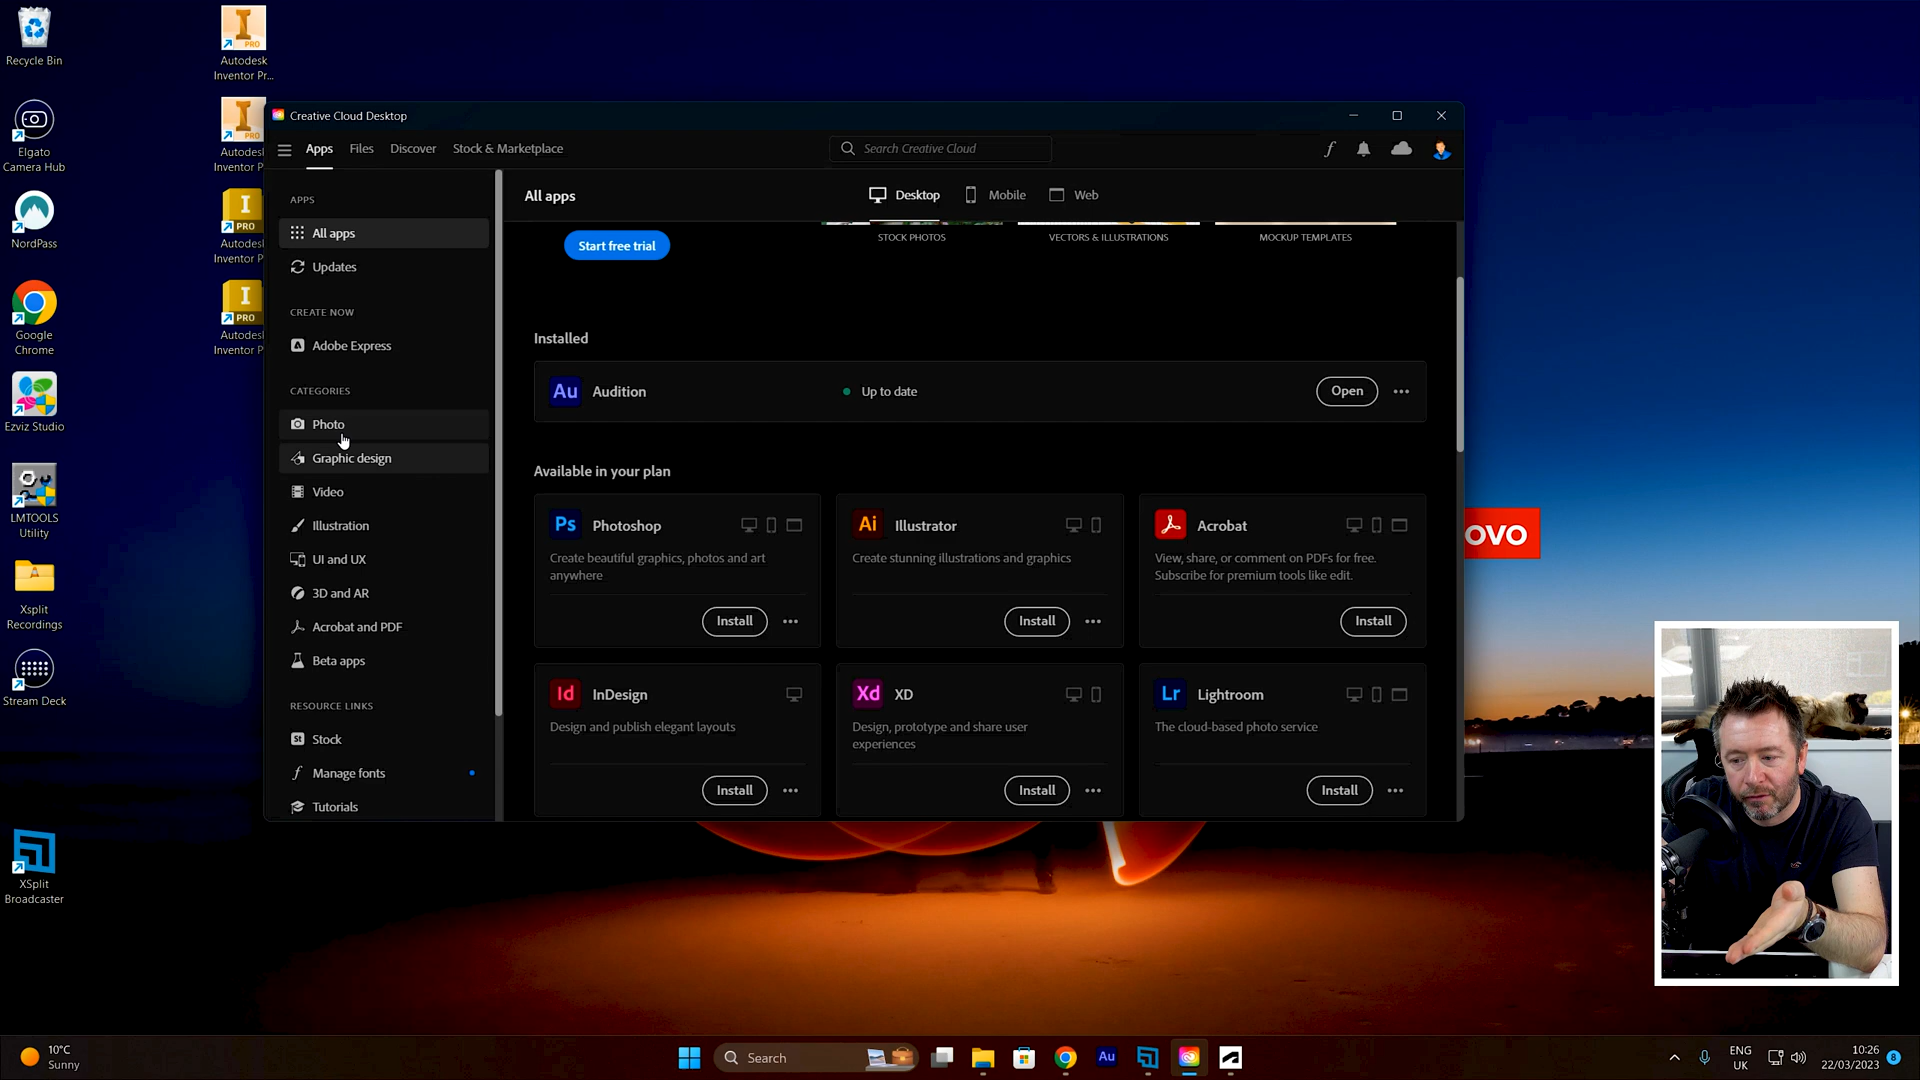 Recycle Bin
Elgato
Camera Hub
NordPass
Google
Chrome
Ezviz Studio
LMTOOLS
Utility
Xsplit
Recordings
Stream Deck
XSplit
Broadcaster
PRO
Autodesk
Inventor Pr...
PRO
Autodesk
Inventor P
PRO
Autodesk
Inventor P
PRO
Autodesk
Inventor P
Creative Cloud Desktop
Apps
Files
Discover
Stock & Marketplace
Search Creative Cloud
APPS
All apps
Updates
CREATE NOW
Adobe Express
CATEGORIES
Photo
Graphic design
Video
Illustration
UI and UX
3D and AR
Acrobat and PDF
Beta apps
RESOURCE LINKS
St Stock
Manage fonts
Tutorials
All apps
Desktop
Mobile
Web
Start free trial
STOCK PHOTOS
VECTORS & ILLUSTRATIONS
MOCKUP TEMPLATES
Installed
Au Audition
Up to date
Open
Available in your plan
Ps Photoshop
Create beautiful graphics, photos and art
anywhere
Install
Ai Illustrator
Create stunning illustrations and graphics
Install
Acrobat
View, share, or comment on PDFs for free.
Subscribe for premium tools like edit.
Install
Id InDesign
Design and publish elegant layouts
Install
Xd XD
Design, prototype and share user
experiences
Install
Lr Lightroom
The cloud-based photo service
Install
ovo
10°C
Sunny
Search
Au
ENG
UK
10:26
22/03/2023
8